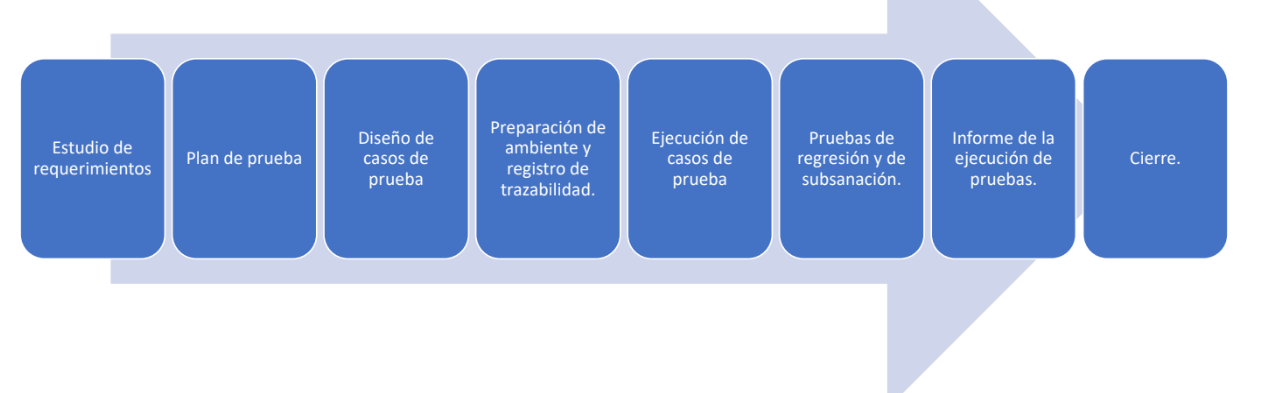 Estudio de
requerimientos
Plan de prueba
Diseño de
casos de
prueba
Preparación de
ambiente y
registro de
trazabilidad.
Ejecución de
casos de
prueba
Pruebas de
regresión y de
subsanación.
Informe de la
ejecución de
pruebas.
Cierre.